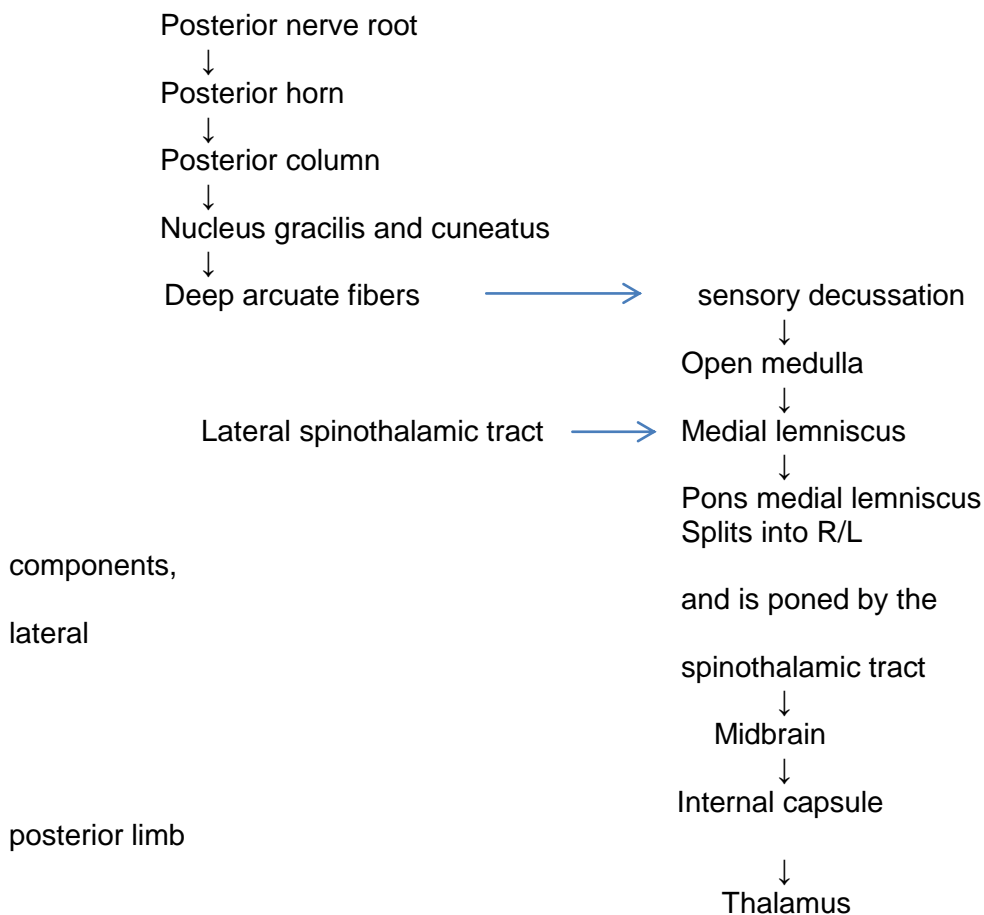 Posterior nerve root
↓
Posterior horn
↓
Posterior column
↓
Nucleus gracilis and cuneatus
↓
Deep arcuate fibers → sensory decussation
↓
Open medulla
↓
Lateral spinothalamic tract → Medial lemniscus
↓
Pons medial lemniscus
Splits into R/L
components,
and is poned by the
lateral
spinothalamic tract
↓
Midbrain
↓
Internal capsule
posterior limb
↓
Thalamus